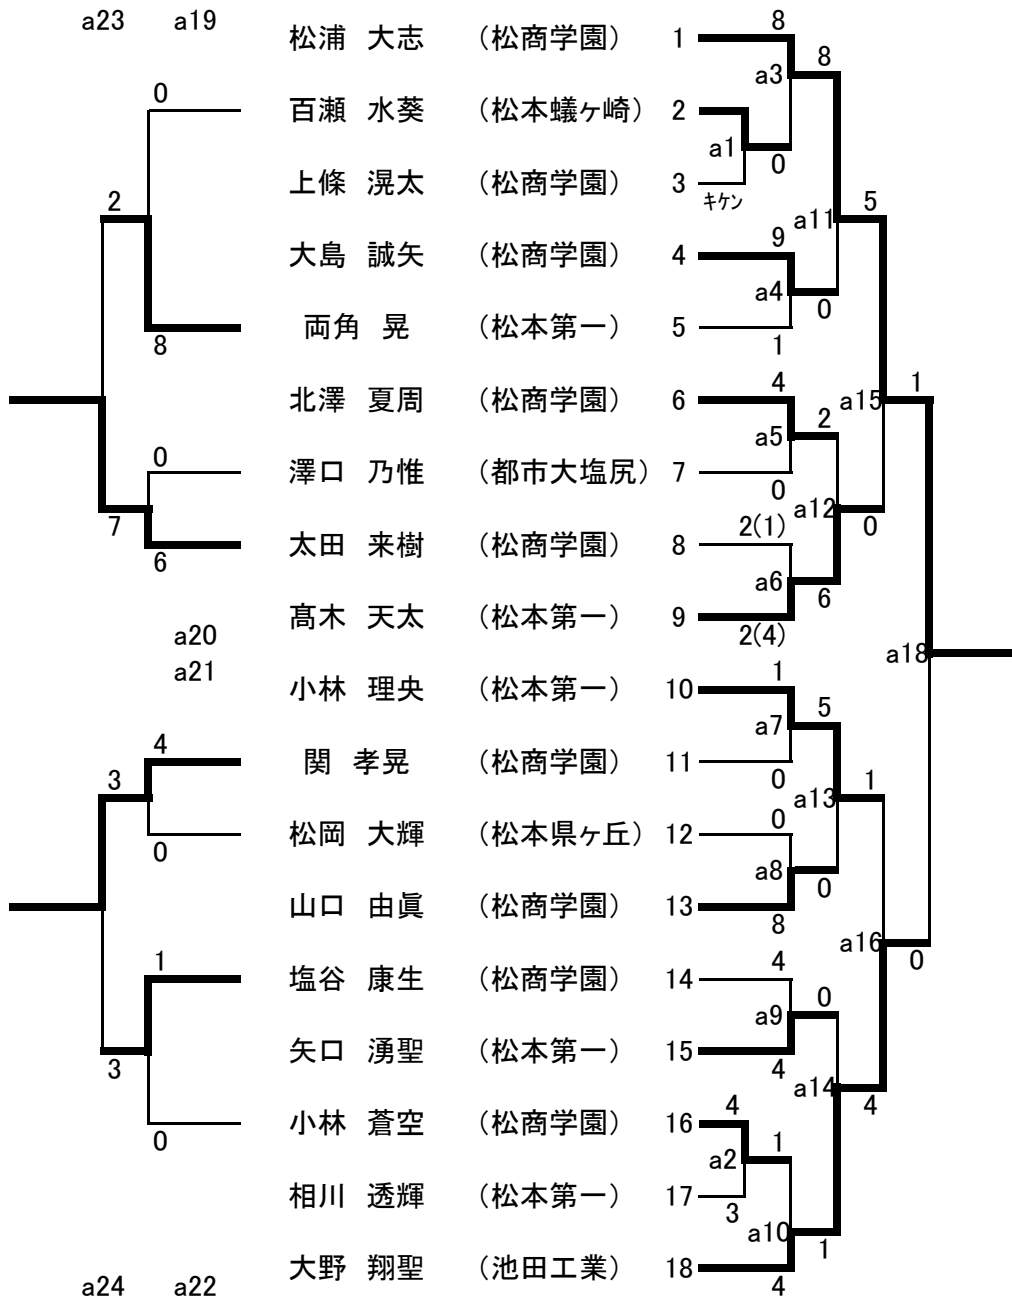 a23 a19
8
松浦 大志 （松商学園） 1
8
a3
0
百瀬 水葵 （松本蟻ヶ崎） 2
a1
0
上條 滉太 （松商学園） 3
キケン
2
5
a11
9
大島 誠矢 （松商学園） 4
a4
0
両角 晃 （松本第一） 5
8
1
4
1
北澤 夏周 （松商学園） 6
a15
2
a5
0
澤口 乃惟 （都市大塩尻） 7
0
a12
7
2(1)
0
太田 来樹 （松商学園） 8
6
a6
6
髙木 天太 （松本第一） 9
a20
2(4)
a18
a21
1
小林 理央 （松本第一） 10
5
a7
4
関 孝晃 （松商学園） 11
3
0
1
a13
0
松岡 大輝 （松本県ヶ丘） 12
0
a8
0
山口 由眞 （松商学園） 13
8
a16
1
4
0
塩谷 康生 （松商学園） 14
0
a9
矢口 湧聖 （松本第一） 15
3
4
a14
4
4
小林 蒼空 （松商学園） 16
0
1
a2
相川 透輝 （松本第一） 17
3
a10
1
大野 翔聖 （池田工業） 18
a24 a22
4